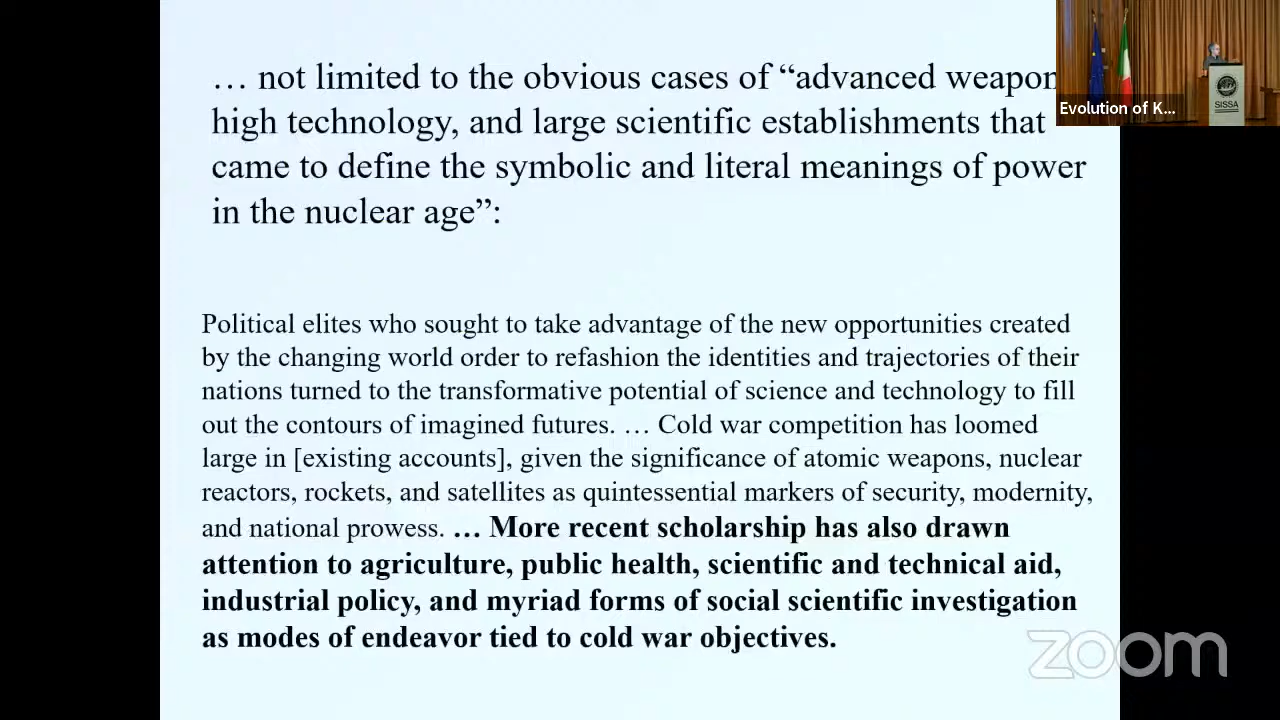 … not limited to the obvious cases of “advanced weapon
high technology, and large scientific establishments that
came to define the symbolic and literal meanings of power
in the nuclear age”:
Political elites who sought to take advantage of the new opportunities created
by the changing world order to refashion the identities and trajectories of their
nations turned to the transformative potential of science and technology to fill
out the contours of imagined futures. … Cold war competition has loomed
large in [existing accounts], given the significance of atomic weapons, nuclear
reactors, rockets, and satellites as quintessential markers of security, modernity,
and national prowess. … More recent scholarship has also drawn
attention to agriculture, public health, scientific and technical aid,
industrial policy, and myriad forms of social scientific investigation
as modes of endeavor tied to cold war objectives.
SISSA
Evolution of K...
zoom